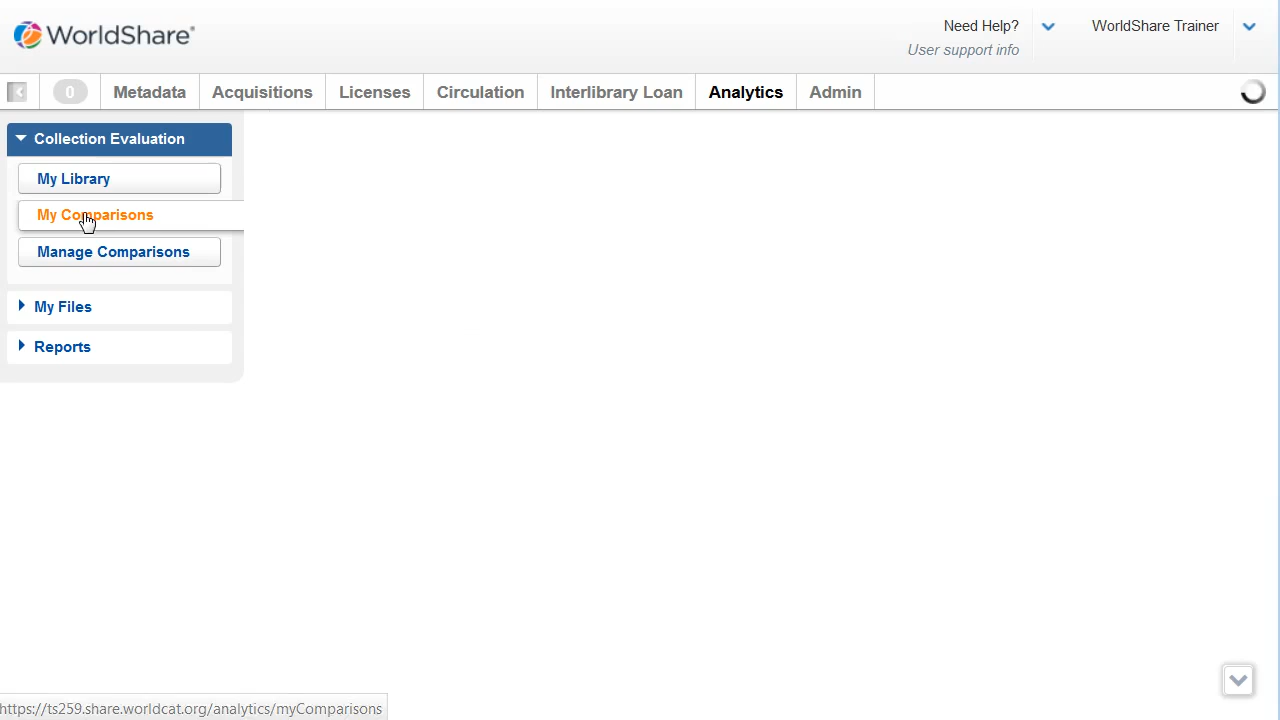 WorldShare®
Need Help?
User support info
WorldShare Trainer
0
Metadata
Acquisitions
Licenses
Circulation
Interlibrary Loan
Analytics
Admin
Collection Evaluation
My Library
My Comparisons
Manage Comparisons
My Files
Reports
https://ts259.share.worldcat.org/analytics/myComparisons